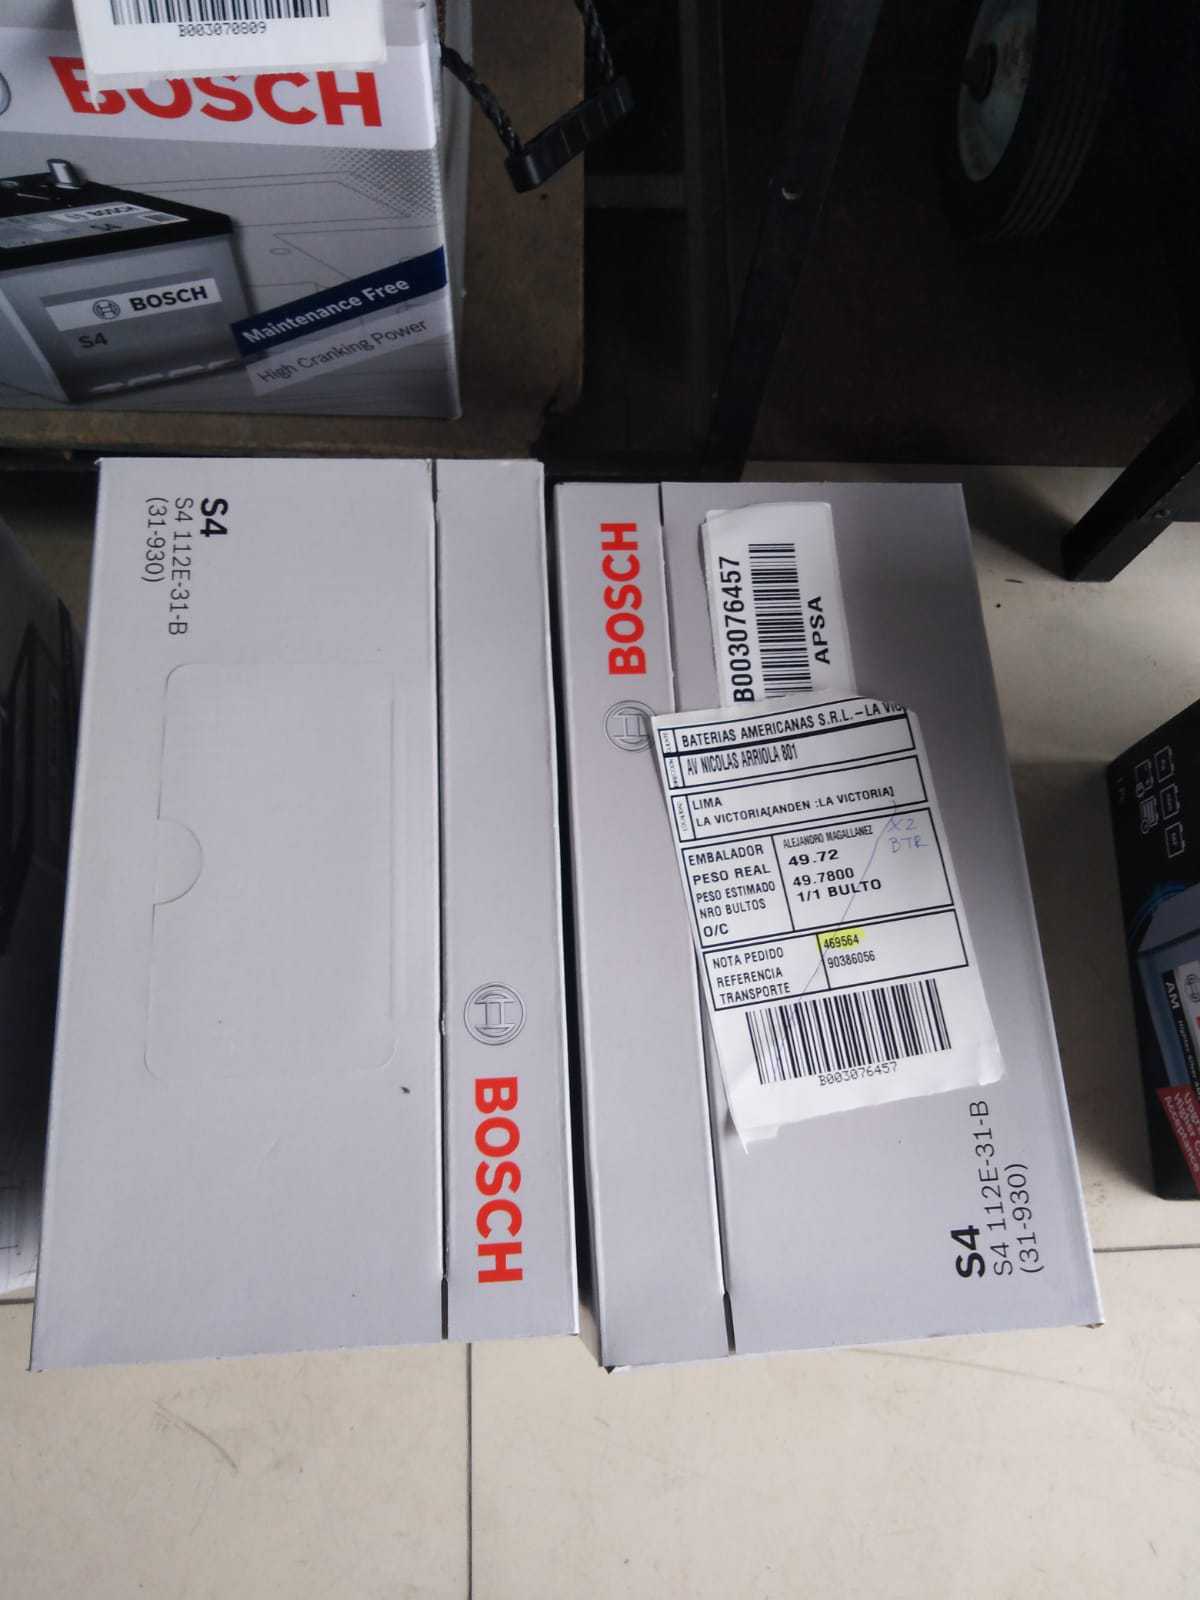 B003070809
BOSCH
BOSCH
S4
Maintenance Free
High Cranking Power
S4
S4 112E-31-B
(31-930)
BOSCH
BOSCH
B003076457
APSA
BATERIAS AMERICANAS S.R.L. - LA VIC
AV NICOLAS ARRIOLA 801
LIMA
LA VICTORIA[ANDEN :LA VICTORIA]
X2
BTR
EMBALADOR ALEJANDRO MAGALLANEZ
PESO REAL 49.72
PESO ESTIMADO 49.7800
NRO BULTOS 1/1 BULTO
O/C
NOTA PEDIDO 469564
REFERENCIA 90386056
TRANSPORTE
B003076457
S4
S4 112E-31-B
(31-930)
AM